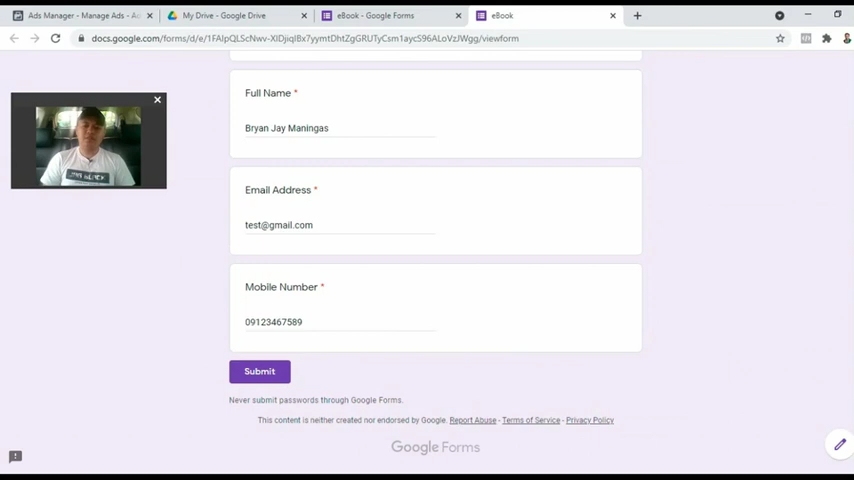 Ads Manager - Manage Ads - Ad
My Drive - Google Drive
eBook - Google Forms
eBook
docs.google.com/forms/d/e/1FAIpQLScNwv-XIDjiqIBx7yymtDhtZgGRUTyCsm1aycS96ALoVzJWgg/viewform
Full Name *
Bryan Jay Maningas
Email Address *
test@gmail.com
Mobile Number *
09123467589
Submit
Never submit passwords through Google Forms.
This content is neither created nor endorsed by Google. Report Abuse - Terms of Service - Privacy Policy
Google Forms